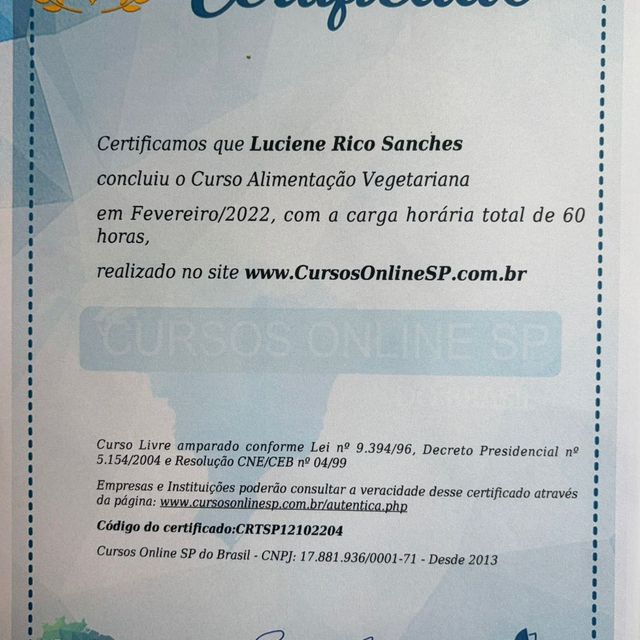 Certificado
Certificamos que Luciene Rico Sanches
concluiu o Curso Alimentação Vegetariana
em Fevereiro/2022, com a carga horária total de 60
horas,
realizado no site www.CursosOnlineSP.com.br
CURSOS ONLINE SP
Curso Livre amparado conforme Lei nº 9.394/96, Decreto Presidencial nº
5.154/2004 e Resolução CNE/CEB nº 04/99
Empresas e Instituições poderão consultar a veracidade desse certificado através
da página: www.cursosonlinesp.com.br/autentica.php
Código do certificado:CRTSP12102204
Cursos Online SP do Brasil - CNPJ: 17.881.936/0001-71 - Desde 2013